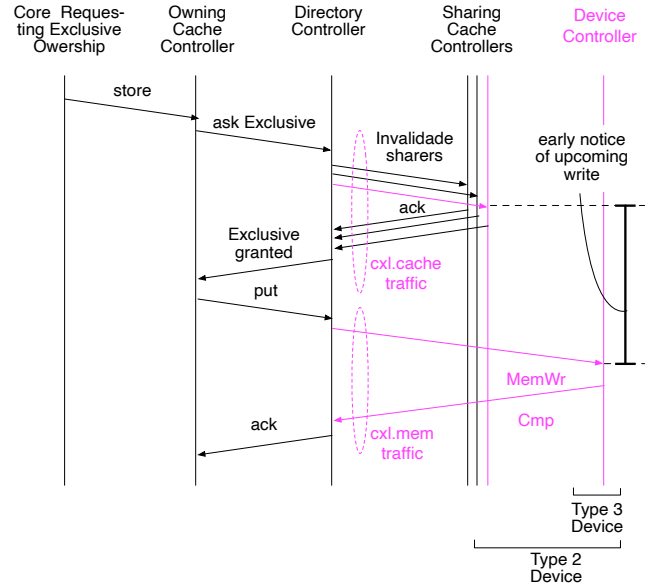 Core  Reques-
ting Exclusive
Owership
Owning
Cache
Controller
Directory
Controller
Sharing
Cache
Controllers
Device
Controller
store
ask Exclusive
Invalidade
sharers
early notice
of upcoming
write
ack
Exclusive
granted
cxl.cache
traffic
put
MemWr
Cmp
ack
cxl.mem
traffic
Type 3
Device
Type 2
Device